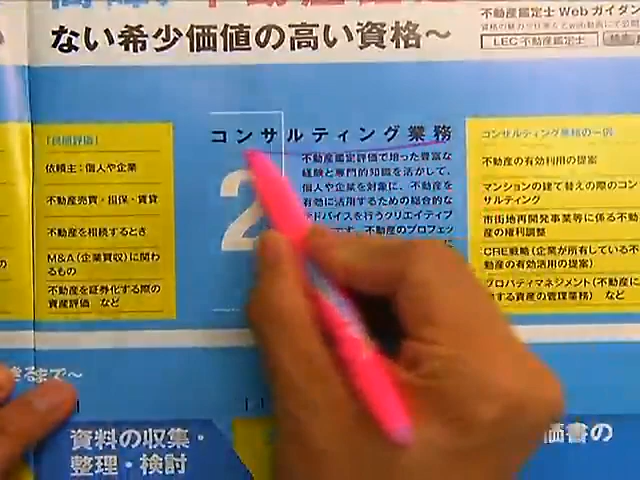 不動産鑑定士 Webガイダン
ない希少価値の高い資格～
LEC 不動産鑑定士
「民間評価」
依頼主：個人や企業
不動産売買・担保・賃貸
不動産を相続するとき
M&A（企業買収）に関わ
るもの
不動産を証券化する際の
資産評価 など
2
コンサルティング業務
不動産鑑定評価で培った豊富な
経験と専門的知識を活かして、
個人や企業を対象に、不動産を
有効に活用するための総合的な
ドバイスを行うクリエイティブ
です。不動産のプロフェッ
に
コンサルティング業務の一例
不動産の有効利用の提案
マンションの建て替えの際のコン
サルティング
市街地再開発事業等に係る不動
産の権利調整
CRE戦略（企業が所有している不
動産の有効活用の提案）
プロパティマネジメント（不動産に
する資産の管理業務） など
きるまで～
資料の収集・
整理・検討
価書の